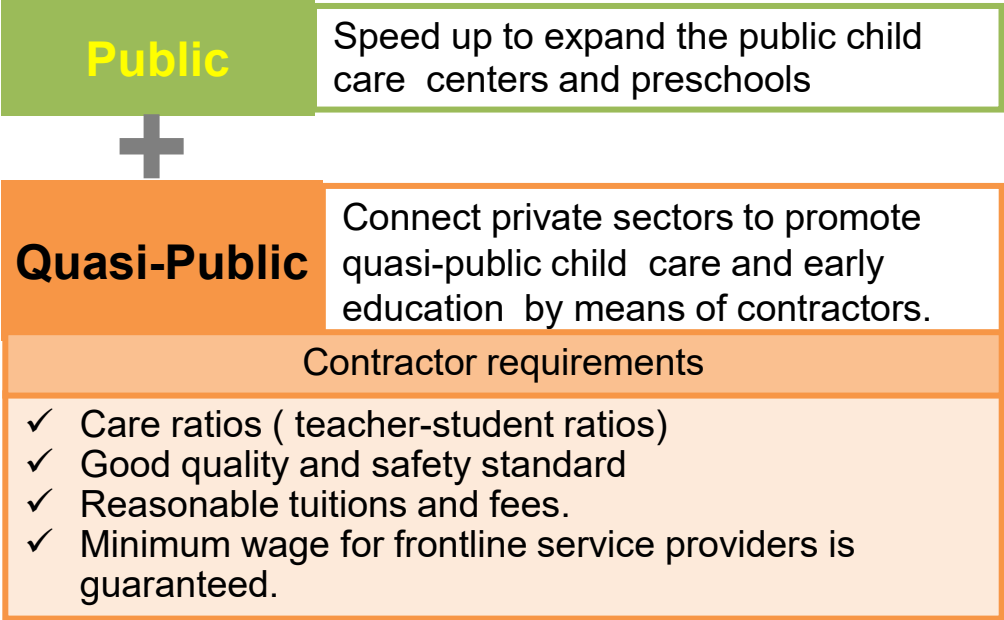 Public
Speed up to expand the public child
care centers and preschools
Quasi-Public
Connect private sectors to promote
quasi-public child care and early
education by means of contractors.
Contractor requirements
✓ Care ratios ( teacher-student ratios)
✓ Good quality and safety standard
✓ Reasonable tuitions and fees.
✓ Minimum wage for frontline service providers is
guaranteed.